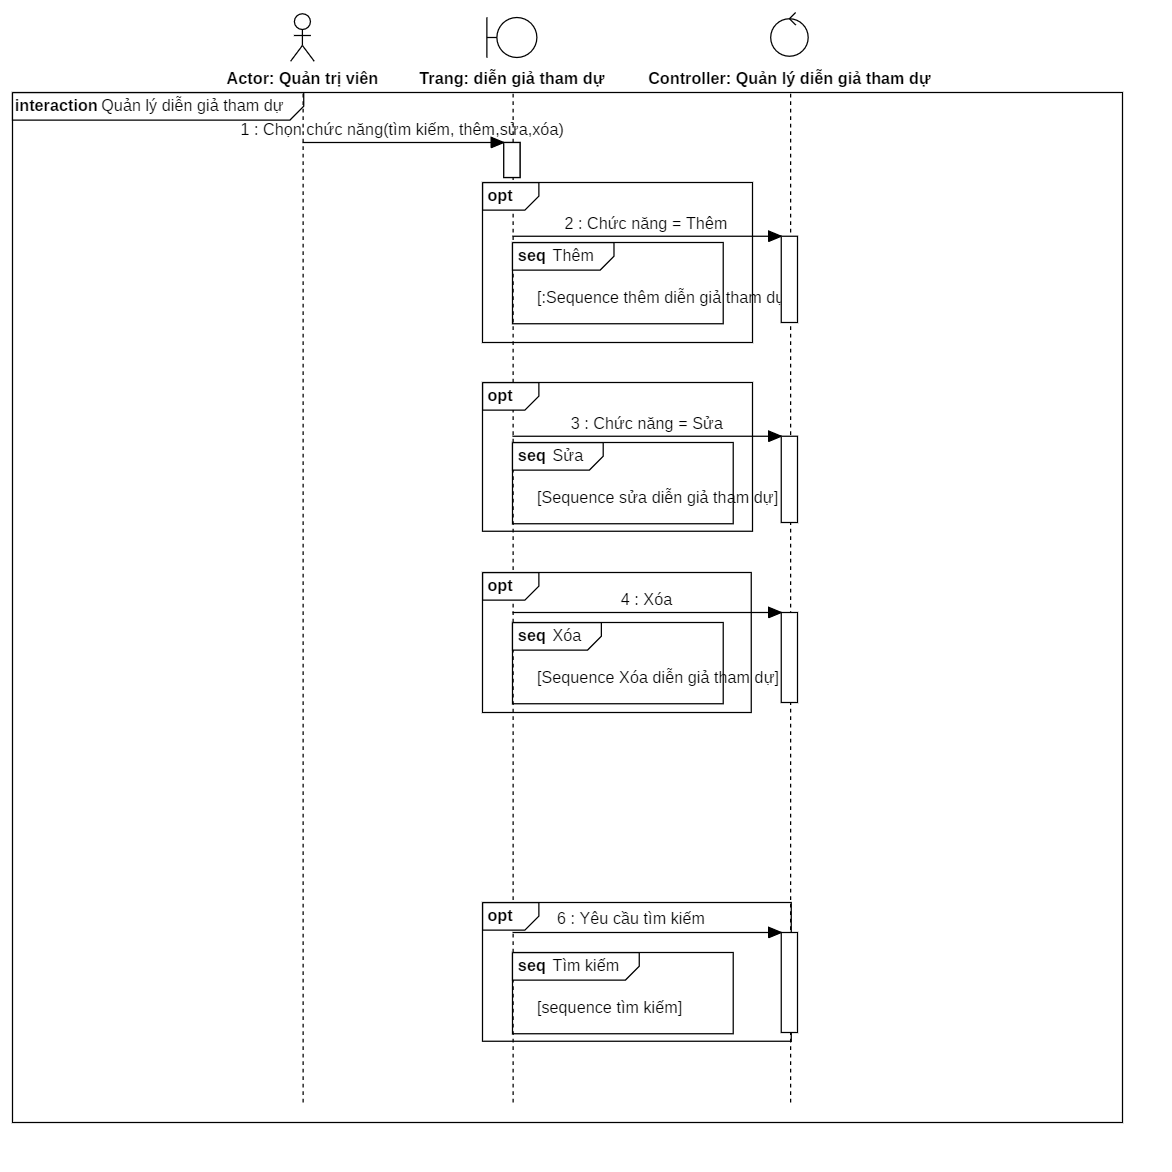 Actor: Quản trị viên
Trang: diễn giả tham dự
Controller: Quản lý diễn giả tham dự
interaction Quản lý diễn giả tham dự
1 : Chọn chức năng(tìm kiếm, thêm,sửa,xóa)
opt
2 : Chức năng = Thêm
seq Thêm
[:Sequence thêm diễn giả tham dự
opt
3 : Chức năng = Sửa
seq Sửa
[Sequence sửa diễn giả tham dự]
opt
4 : Xóa
seq Xóa
[Sequence Xóa diễn giả tham dự]
opt
6 : Yêu cầu tìm kiếm
seq Tìm kiếm
[sequence tìm kiếm]